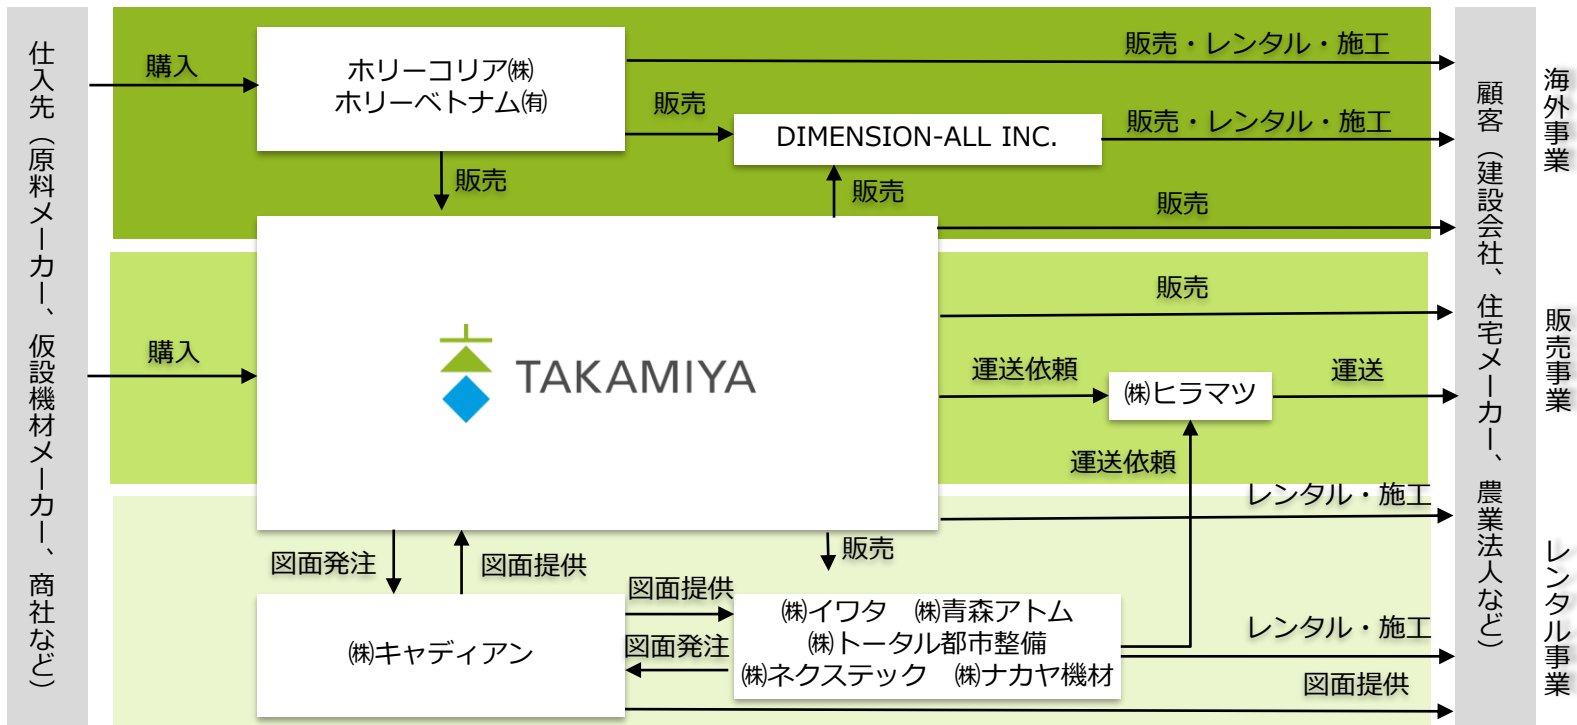 仕入先（原料メーカー、仮設機材メーカー、商社など）
購入
ホリーコリア㈱
ホリーベトナム㈲
販売・レンタル・施工
販売
DIMENSION-ALL INC.
販売・レンタル・施工
販売
販売
販売
海外事業
顧客（建設会社、住宅メーカー、農業法人など）
購入
TAKAMIYA
販売
運送依頼
㈱ヒラマツ
運送
運送依頼
販売事業
レンタル・施工
図面発注
図面提供
販売
図面提供
図面発注
㈱キャディアン
㈱イワタ　㈱青森アトム
㈱トータル都市整備
㈱ネクステック　㈱ナカヤ機材
レンタル・施工
図面提供
レンタル事業